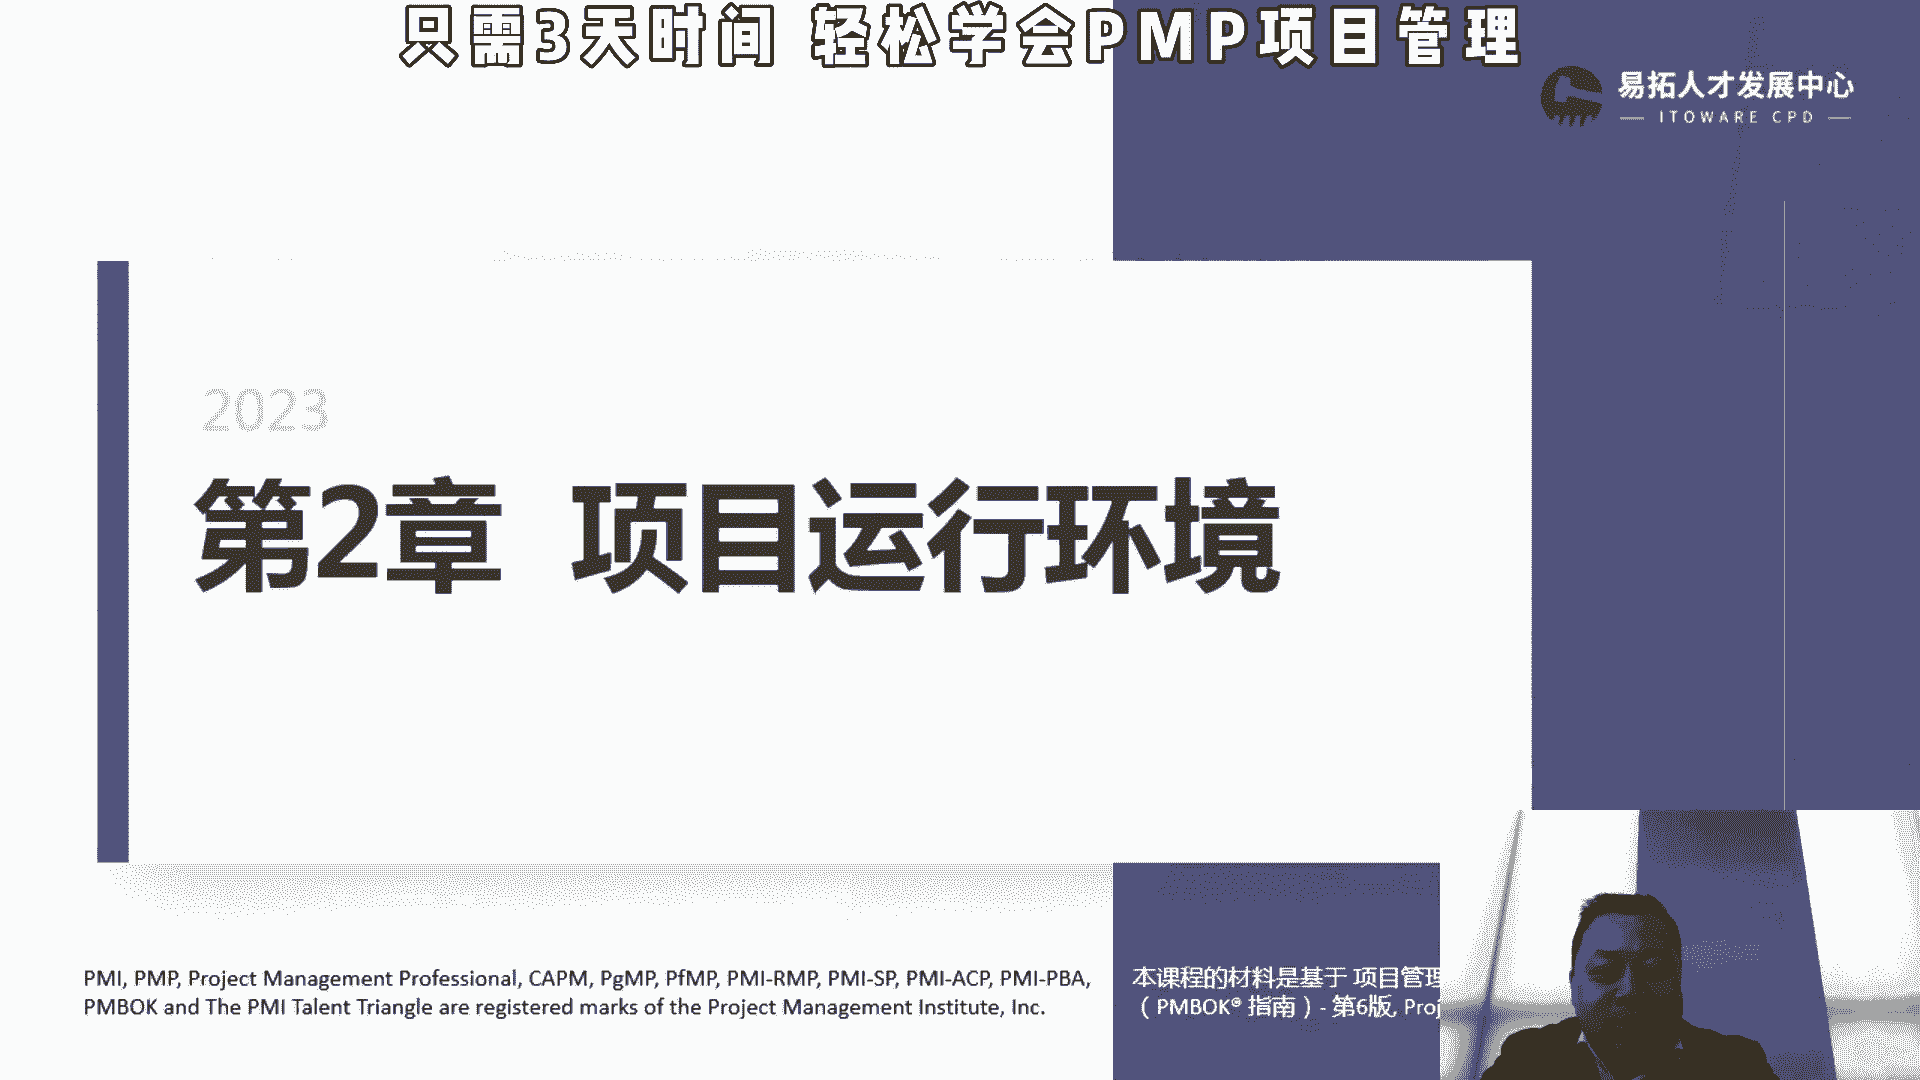 只需3天时间 轻松学会PMP项目管理
易拓人才发展中心
ITOWARE CPD
2023
第2章 项目运行环境
PMI, PMP, Project Management Professional, CAPM, PgMP, PfMP, PMI-RMP, PMI-SP, PMI-ACP, PMI-PBA,
PMBOK and The PMI Talent Triangle are registered marks of the Project Management Institute, Inc.
本课程的材料是基于 项目管理
（PMBOK® 指南）- 第6版, Proj